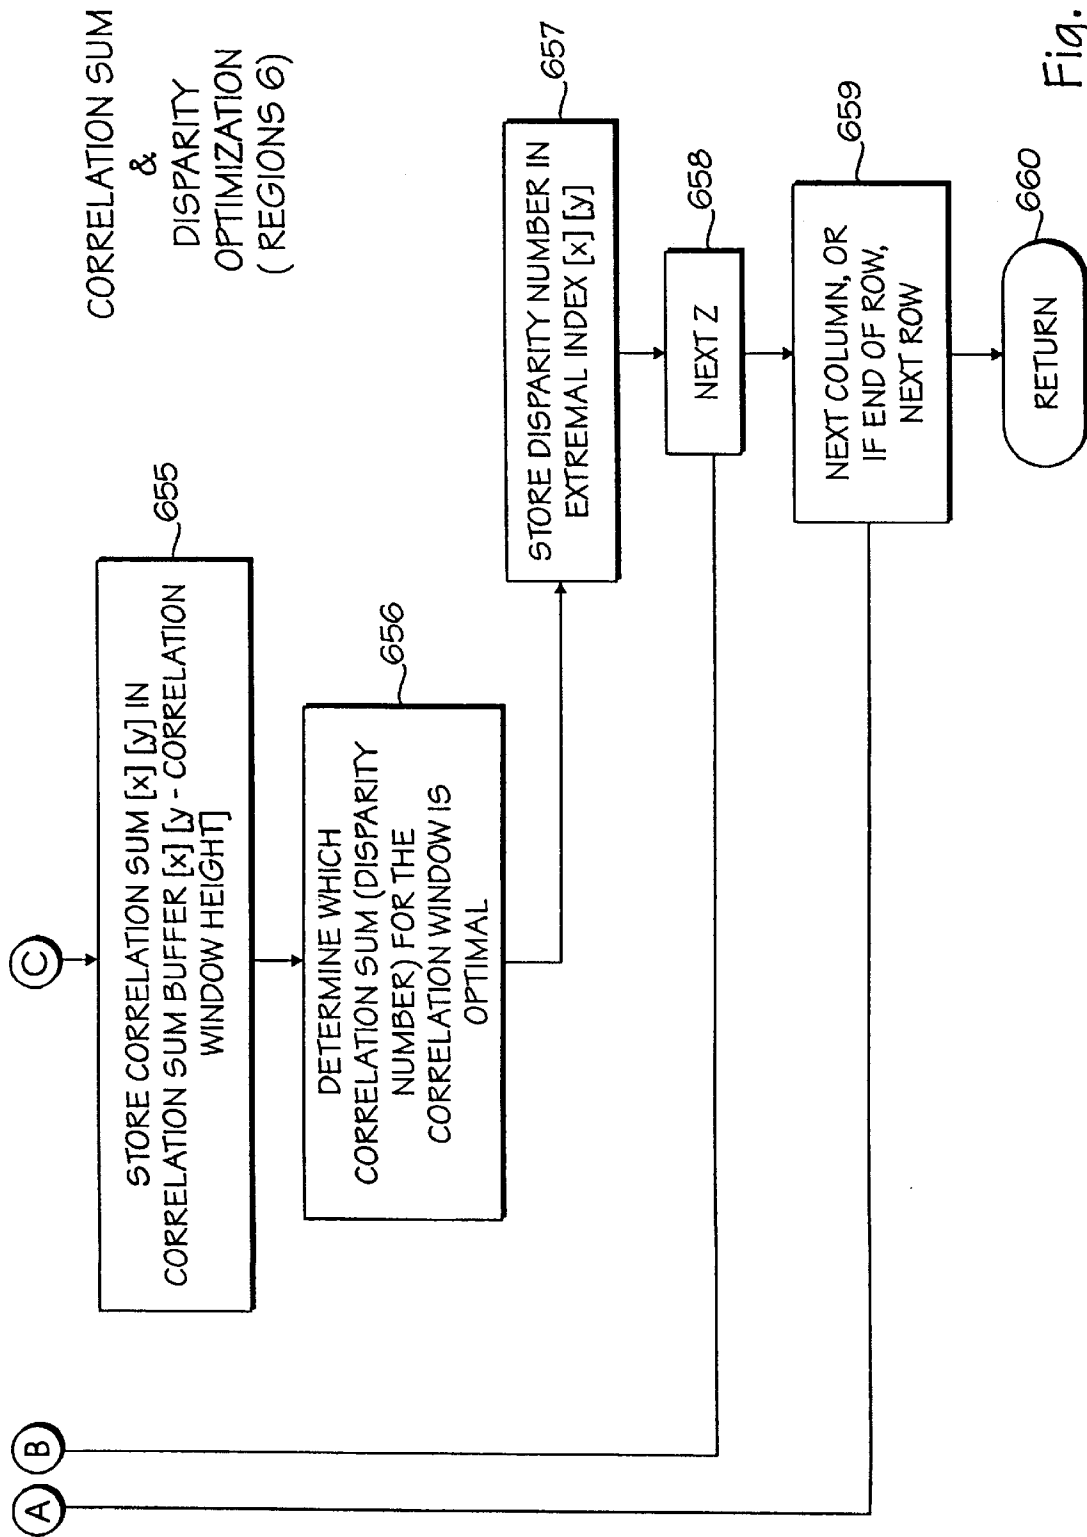 CORRELATION SUM
&
DISPARITY
OPTIMIZATION
( REGIONS 6 )
A
B
C
STORE CORRELATION SUM [x] [y] IN
CORRELATION SUM BUFFER [x] [y - CORRELATION
WINDOW HEIGHT]
655
DETERMINE WHICH
CORRELATION SUM (DISPARITY
NUMBER) FOR THE
CORRELATION WINDOW IS
OPTIMAL
656
STORE DISPARITY NUMBER IN
EXTREMAL INDEX [x] [y]
657
NEXT Z
658
NEXT COLUMN, OR
IF END OF ROW,
NEXT ROW
659
RETURN
660
Fig.